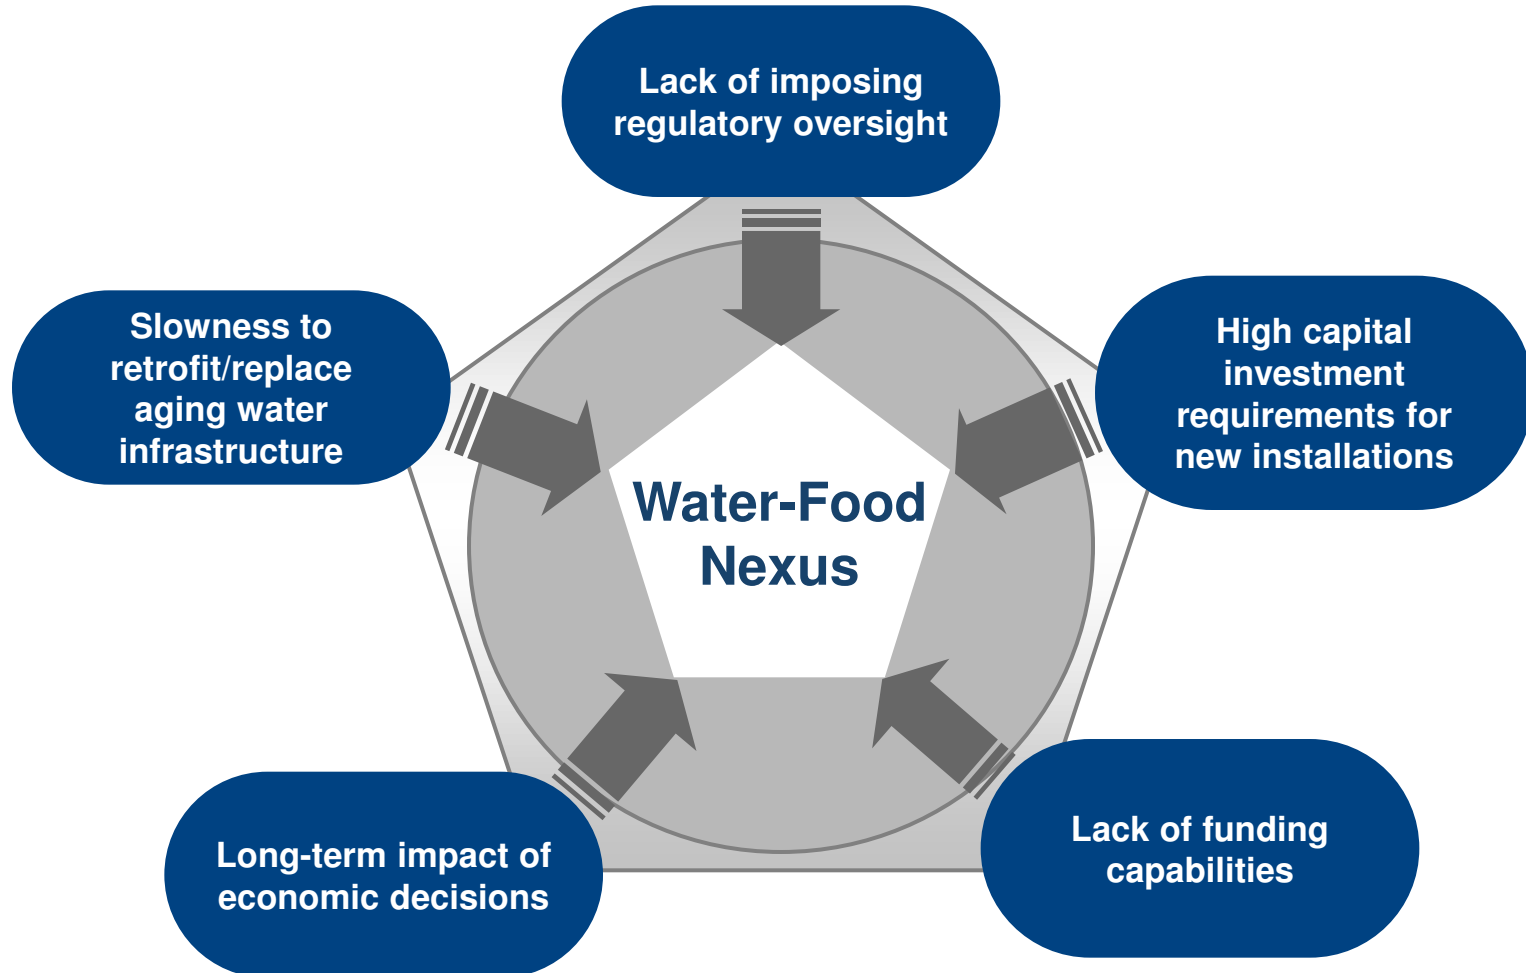 Lack of imposing
regulatory oversight
Slowness to
retrofit/replace
aging water
infrastructure
High capital
investment
requirements for
new installations
Water-Food
Nexus
Long-term impact of
economic decisions
Lack of funding
capabilities